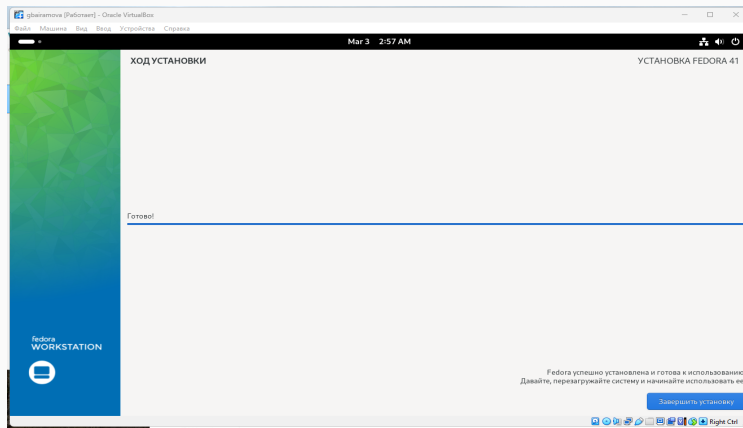 gbairamova [Работает] - Oracle VirtualBox
Файл Машина Вид Ввод Устройства Справка
Mar 3 2:57 AM
ХОД УСТАНОВКИ
УСТАНОВКА FEDORA 41
Готово!
fedora
WORKSTATION
Fedora успешно установлена и готова к использованию
Давайте, перезагружайте систему и начинайте использовать ее
Завершить установку
Right Ctrl